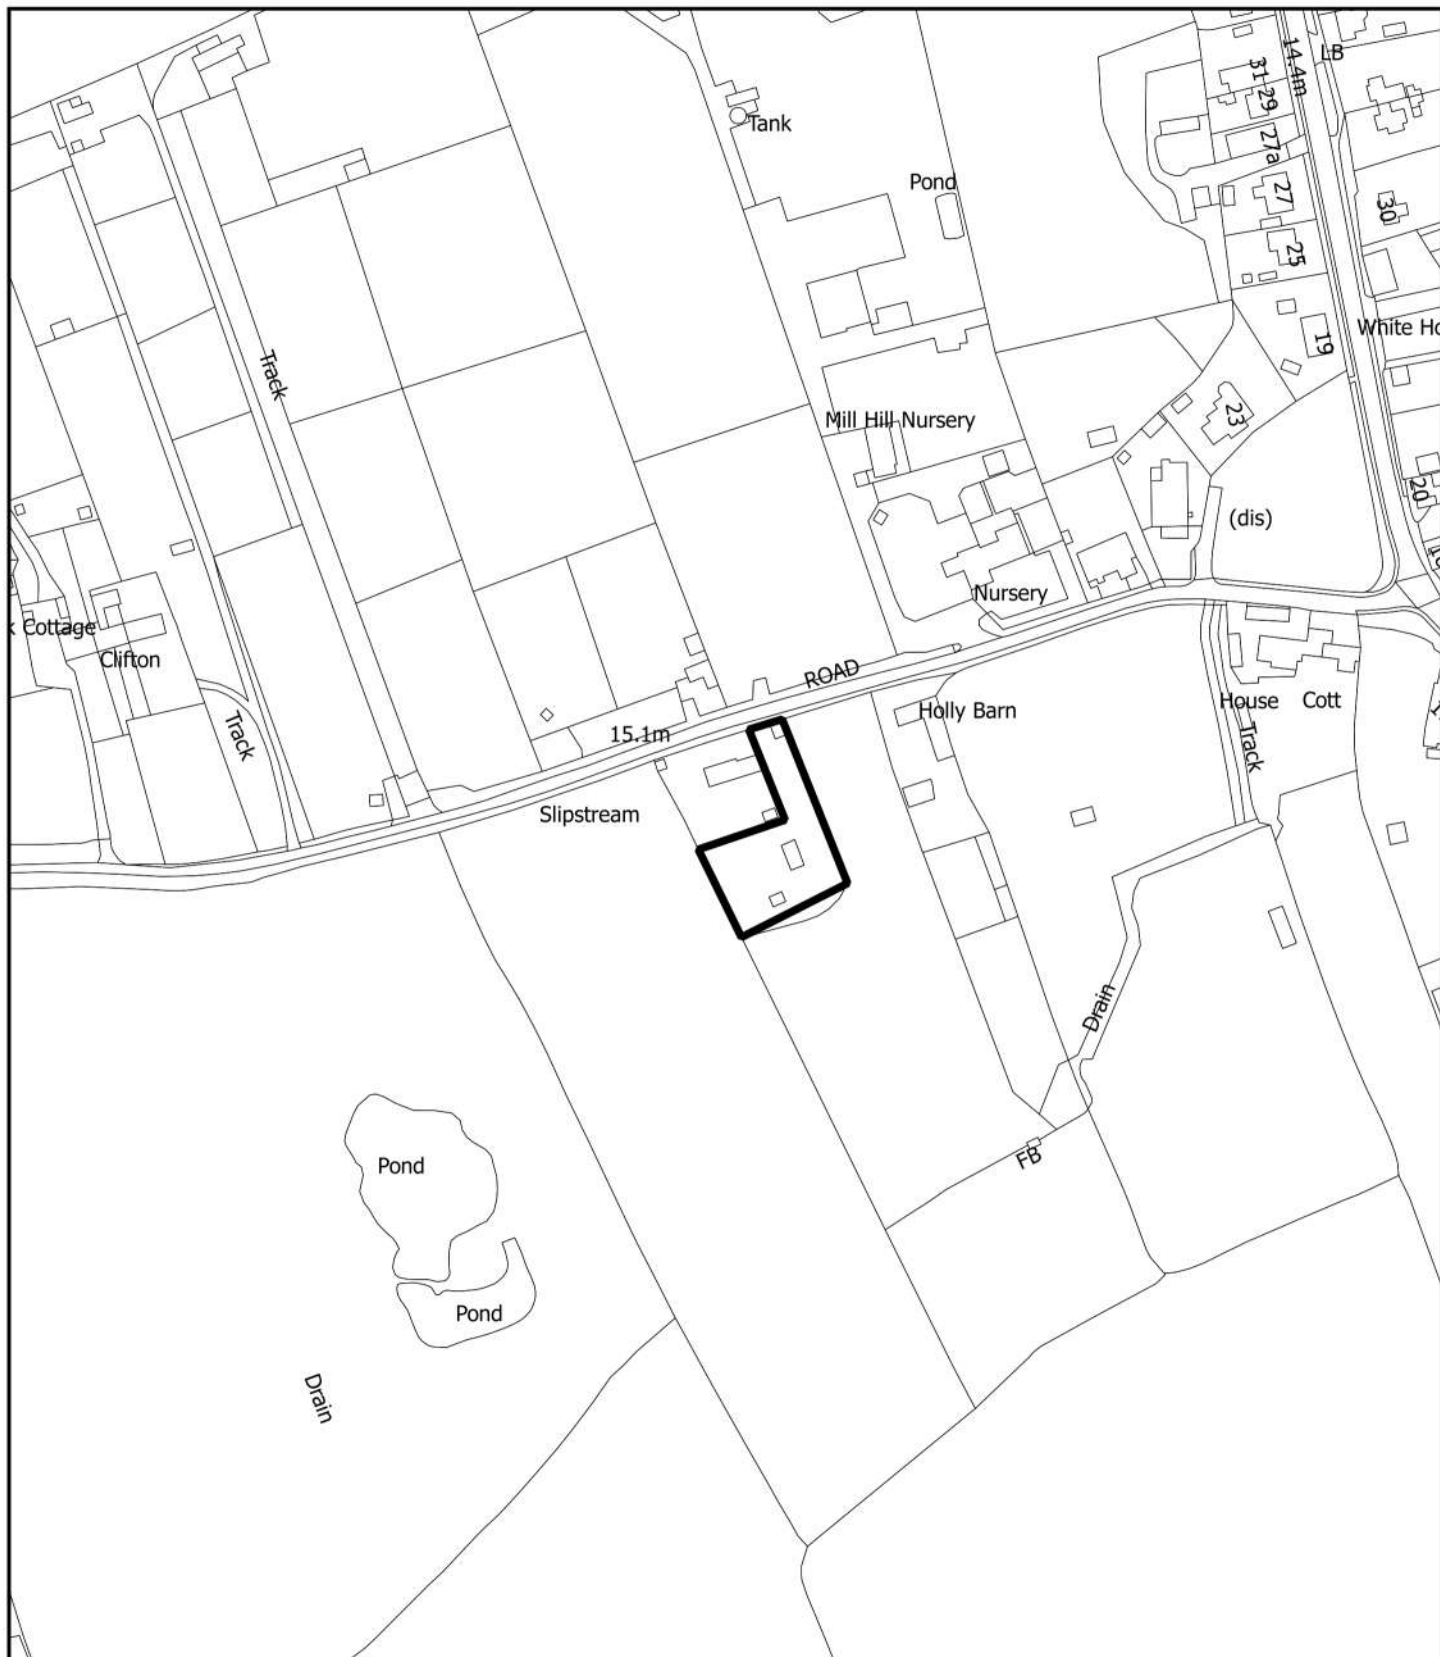 LB
14.4m
31
29
Tank
27a
Pond
27
30
25
19
White Ho
Track
23
Mill Hill Nursery
20
(dis)
Nursery
Cottage
Clifton
ROAD
House
Cott
Holly Barn
Track
15.1m
Track
Slipstream
Drain
FB
Pond
Pond
Drain